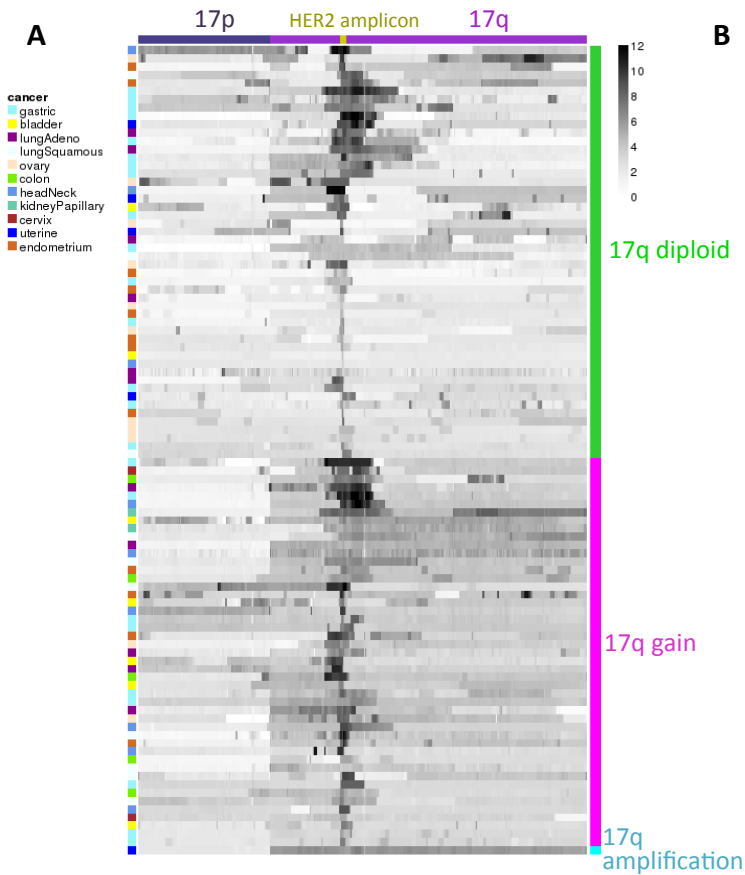 A
17p
HER2 amplicon
17q
B
cancer
gastric
bladder
lungAdeno
lungSquamous
ovary
colon
headNeck
kidneyPapillary
cervix
uterine
endometrium
12
10
8
6
4
2
0
17q diploid
17q gain
17q
amplification